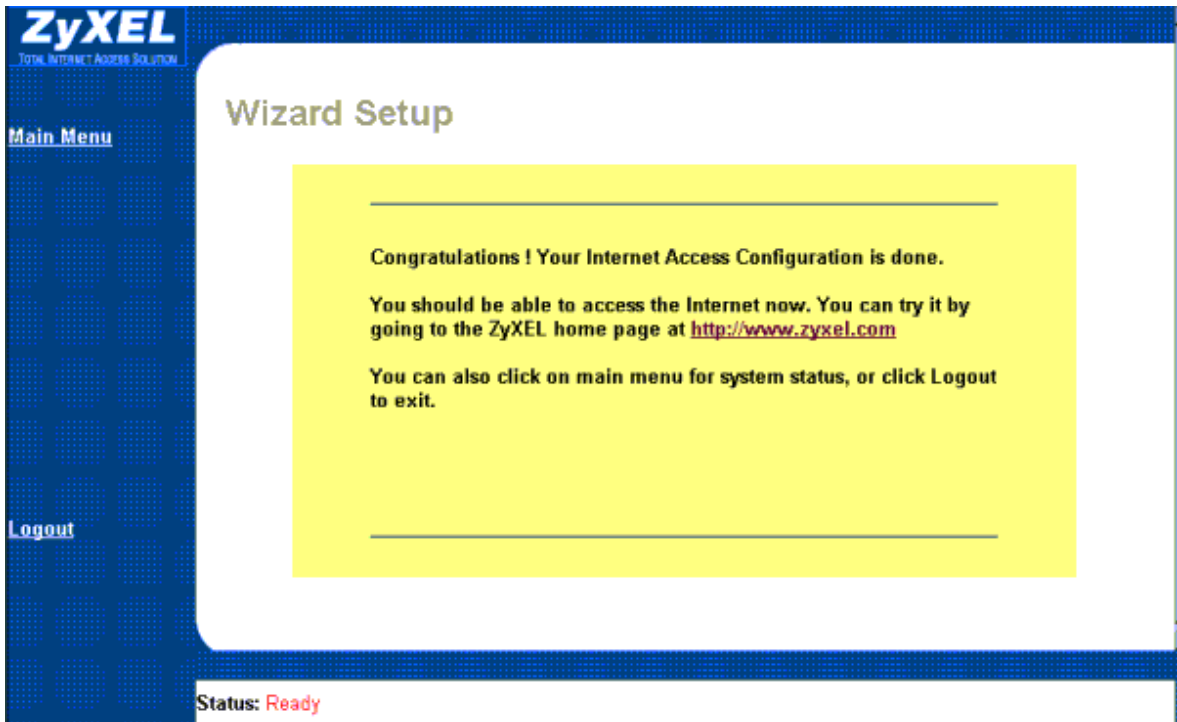 ZyXEL
TOTAL INTERNET ACCESS SOLUTION
Main Menu
Logout
Wizard Setup
Congratulations ! Your Internet Access Configuration is done.
You should be able to access the Internet now. You can try it by
going to the ZyXEL home page at http://www.zyxel.com
You can also click on main menu for system status, or click Logout
to exit.
Status: Ready